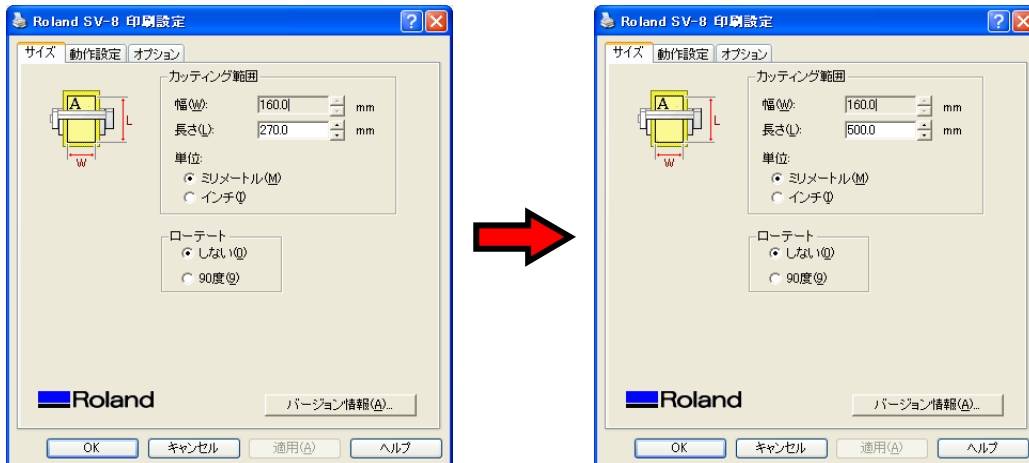 Roland SV-8 印刷設定
サイズ 動作設定 オプション
カッティング範囲
A
幅(W): 160.0 mm
L
長さ(L): 270.0 mm
W
単位:
ミリメートル(M)
インチ(I)
ローテート
しない(0)
90度(9)
Roland
バージョン情報(A)...
OK キャンセル 適用(A) ヘルプ
Roland SV-8 印刷設定
サイズ 動作設定 オプション
カッティング範囲
A
幅(W): 160.0 mm
L
長さ(L): 500.0 mm
W
単位:
ミリメートル(M)
インチ(I)
ローテート
しない(0)
90度(9)
Roland
バージョン情報(A)...
OK キャンセル 適用(A) ヘルプ